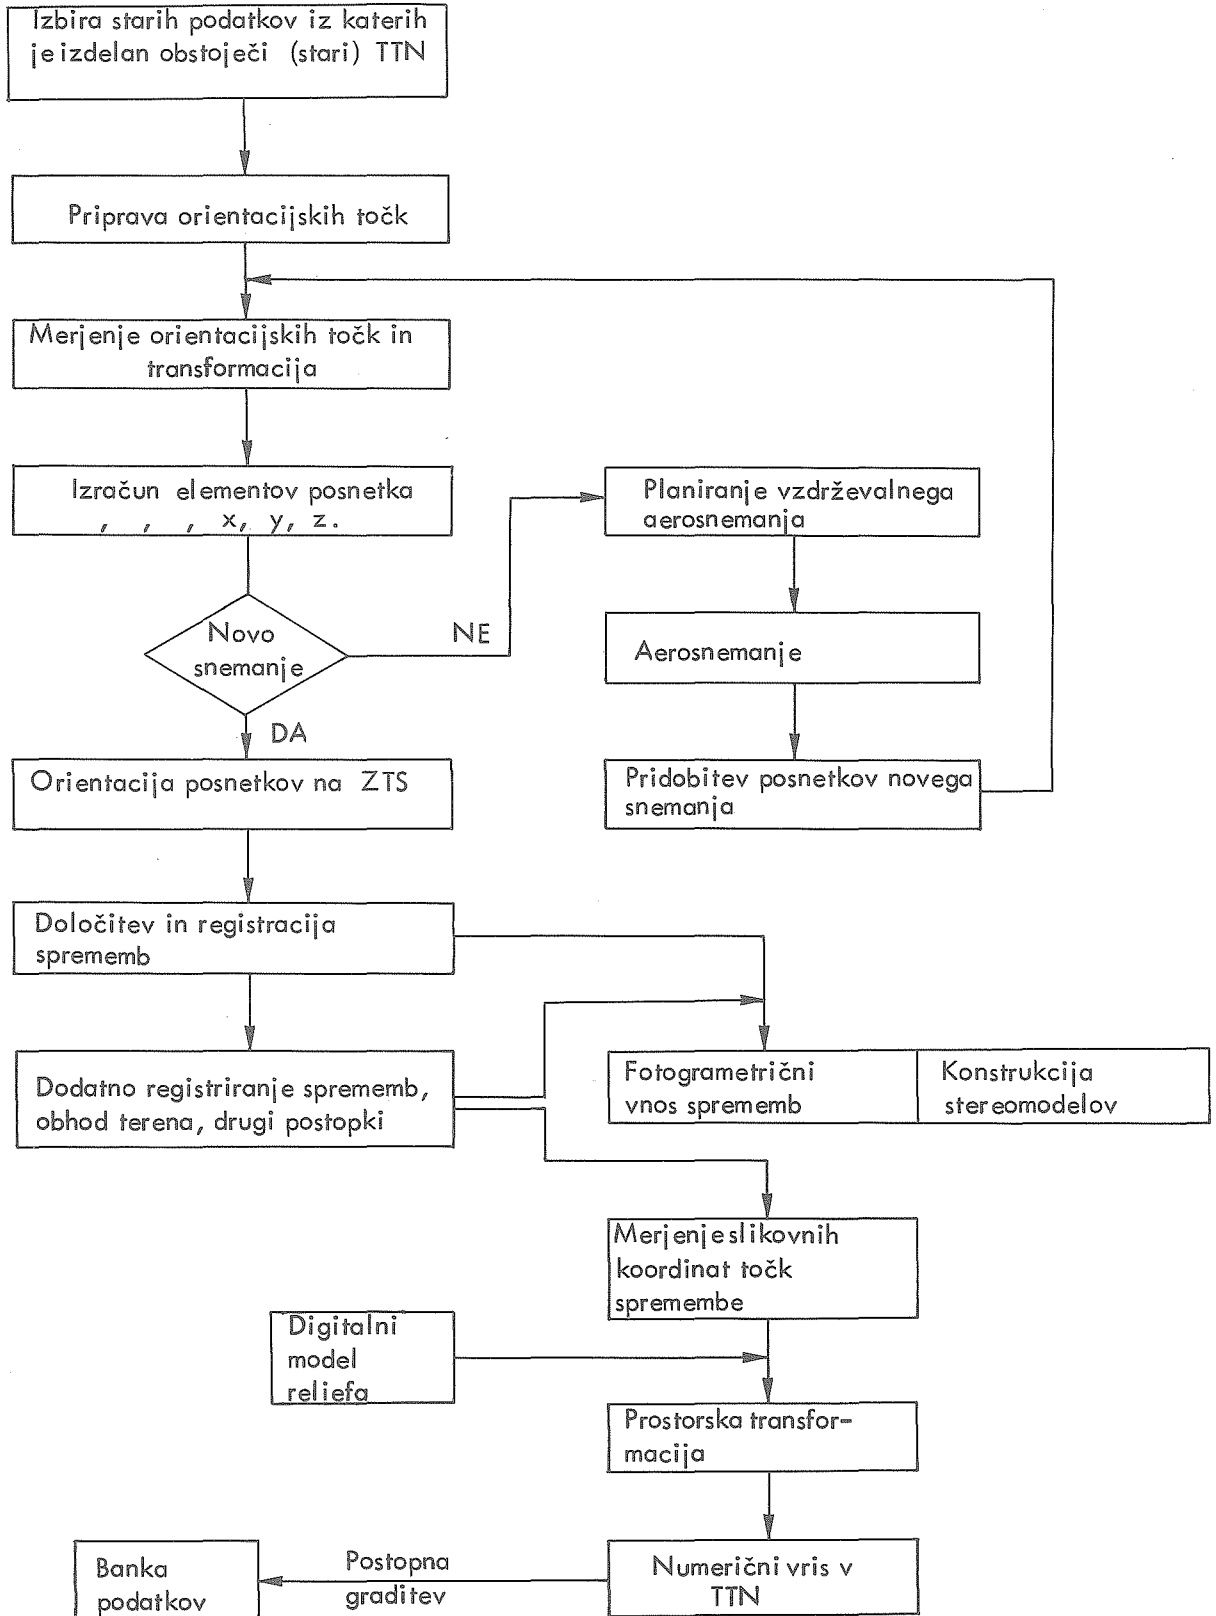 Izbira starih podatkov iz katerih
je izdelan obstoječi (stari) TTN
Priprava orientacijskih točk
Merjenje orientacijskih točk in
transformacija
Izračun elementov posnetka
, , , x, y, z.
Novo
snemanje
NE
DA
Planiranje vzdrževalnega
aerosnemanja
Aerosnemanje
Pridobitev posnetkov novega
snemanja
Orientacija posnetkov na ZTS
Določitev in registracija
sprememb
Dodatno registriranje sprememb,
obhod terena, drugi postopki
Fotogrametrični
vnos sprememb
Konstrukcija
stereomodelov
Merjenje slikovnih
koordinat točk
spremembe
Digitalni
model
reliefa
Prostorska transfor-
macija
Numerični vris v
TTN
Postopna
graditev
Banka
podatkov